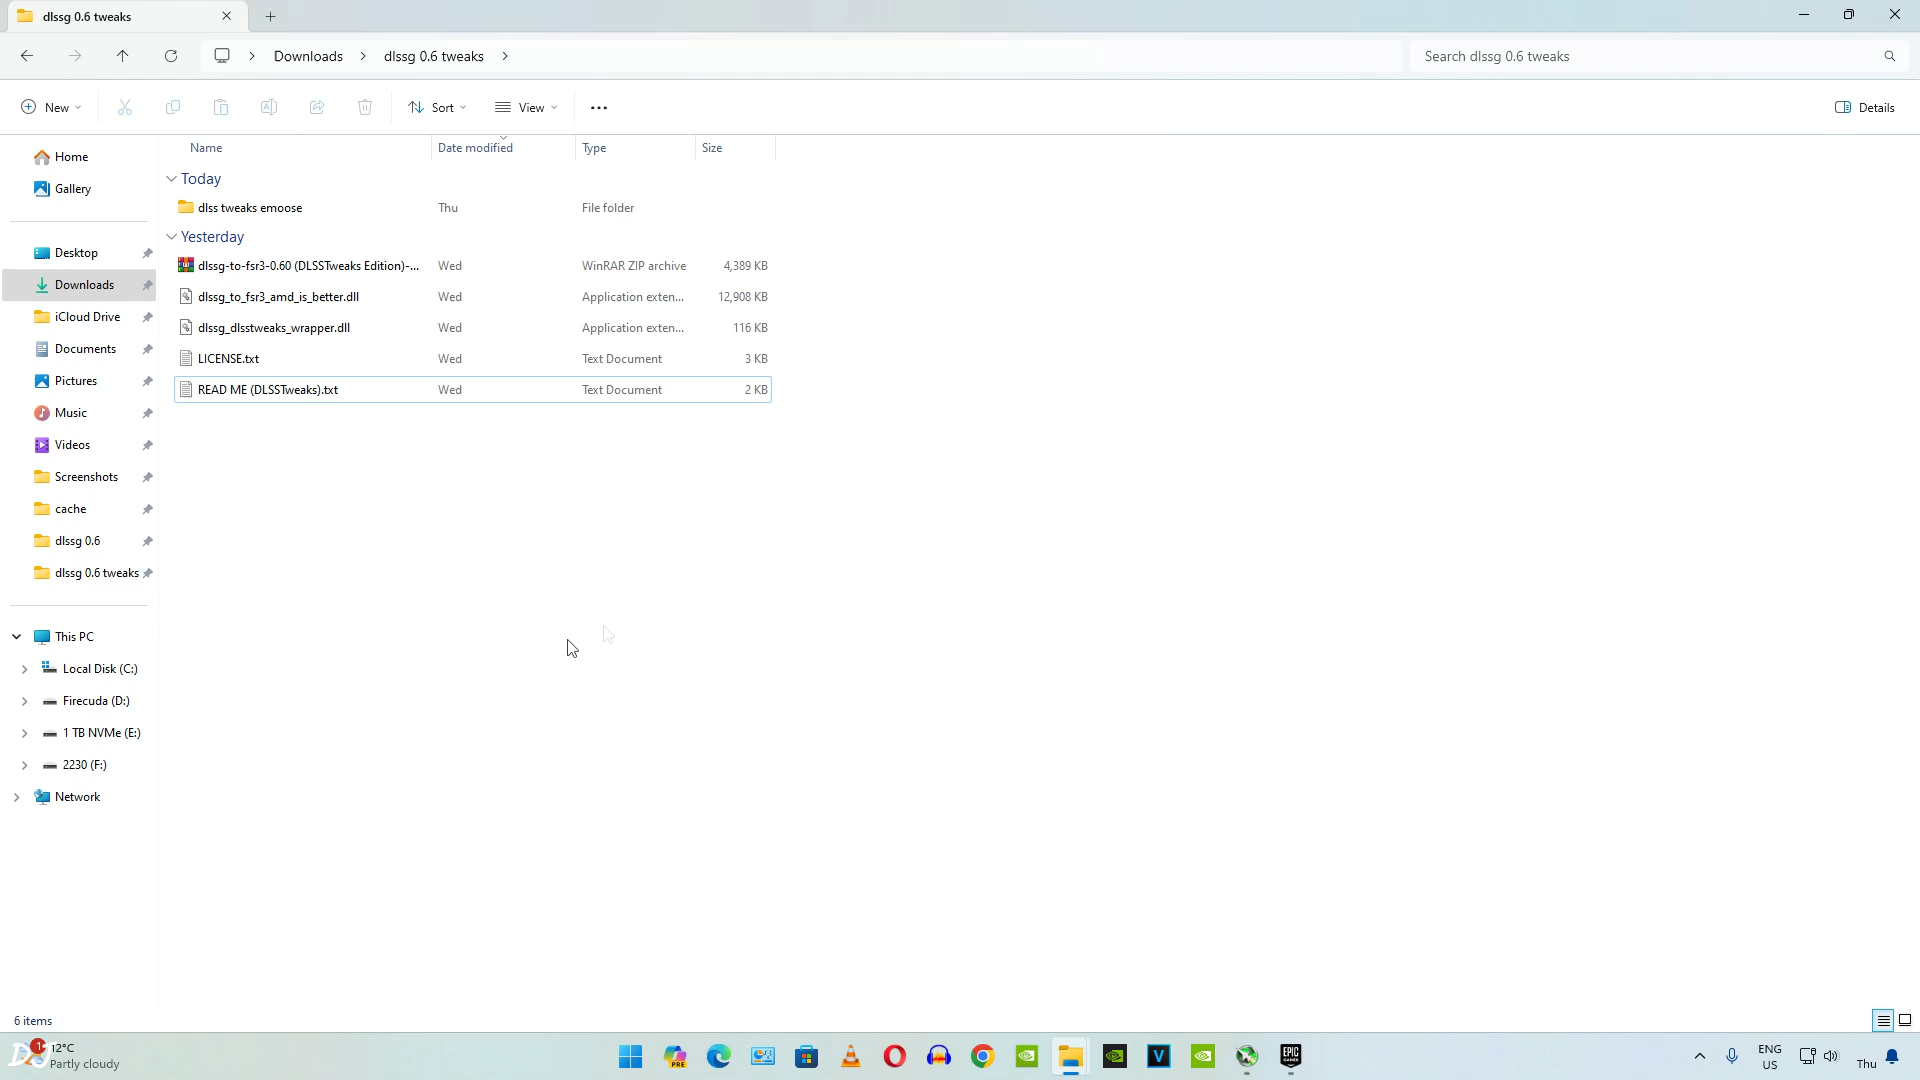 dlssg 0.6 tweaks
Downloads
dlssg 0.6 tweaks
Search dlssg 0.6 tweaks
New
Sort
View
Details
Name
Date modified
Type
Size
Home
Gallery
Desktop
Downloads
iCloud Drive
Documents
Pictures
Music
Videos
Screenshots
cache
dlssg 0.6
dlssg 0.6 tweaks
This PC
Local Disk (C:)
Firecuda (D:)
1 TB NVMe (E:)
2230 (F:)
Network
Today
dlss tweaks emoose Thu File folder
Yesterday
dlssg-to-fsr3-0.60 (DLSSTweaks Edition)-... Wed WinRAR ZIP archive 4,389 KB
dlssg_to_fsr3_amd_is_better.dll Wed Application exten... 12,908 KB
dlssg_dlsstweaks_wrapper.dll Wed Application exten... 116 KB
LICENSE.txt Wed Text Document 3 KB
READ ME (DLSSTweaks).txt Wed Text Document 2 KB
6 items
1
12°C
Partly cloudy
DJ
PRE
V
EPIC
GAMES
ENG
US
Thu